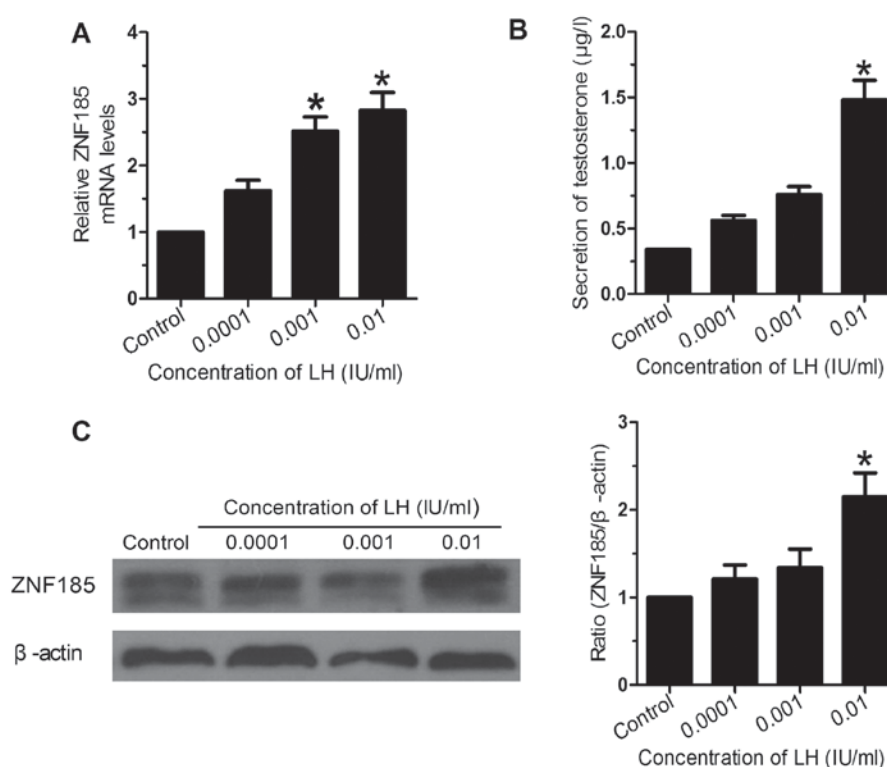 A
Relative ZNF185
mRNA levels
4
3
2
1
0
*
*
Control
0.0001
0.001
0.01
Concentration of LH (IU/ml)
B
Secretion of testosterone (µg/l)
2.0
1.5
1.0
0.5
0.0
*
Control
0.0001
0.001
0.01
Concentration of LH (IU/ml)
C
Concentration of LH (IU/ml)
Control 0.0001 0.001 0.01
ZNF185
β -actin
Ratio (ZNF185/β -actin)
3
2
1
0
*
Control
0.0001
0.001
0.01
Concentration of LH (IU/ml)